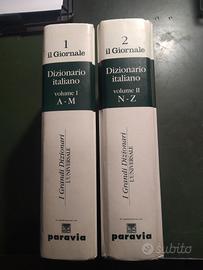 1
il Giornale
Dizionario
italiano
volume I
A - M
I Grandi Dizionari
L'UNIVERSALE
paravia
2
il Giornale
Dizionario
italiano
volume II
N - Z
I Grandi Dizionari
L'UNIVERSALE
paravia
subito